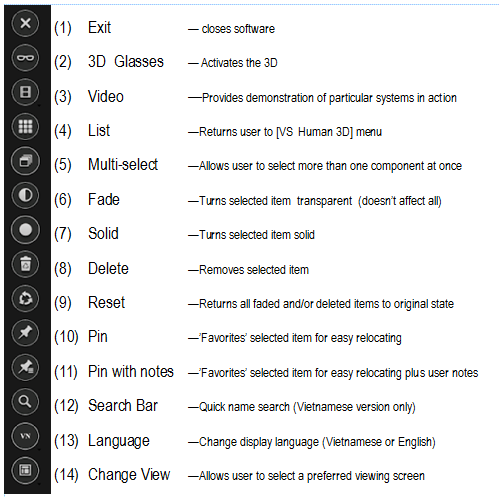 (1) Exit — closes software
(2) 3D Glasses — Activates the 3D
(3) Video —Provides demonstration of particular systems in action
(4) List —Returns user to [VS Human 3D] menu
(5) Multi-select —Allows user to select more than one component at once
(6) Fade —Turns selected item transparent (doesn't affect all)
(7) Solid —Turns selected item solid
(8) Delete —Removes selected item
(9) Reset —Returns all faded and/or deleted items to original state
(10) Pin —'Favorites' selected item for easy relocating
(11) Pin with notes —'Favorites' selected item for easy relocating plus user notes
(12) Search Bar —Quick name search (Vietnamese version only)
VN (13) Language —Change display language (Vietnamese or English)
(14) Change View —Allows user to select a preferred viewing screen